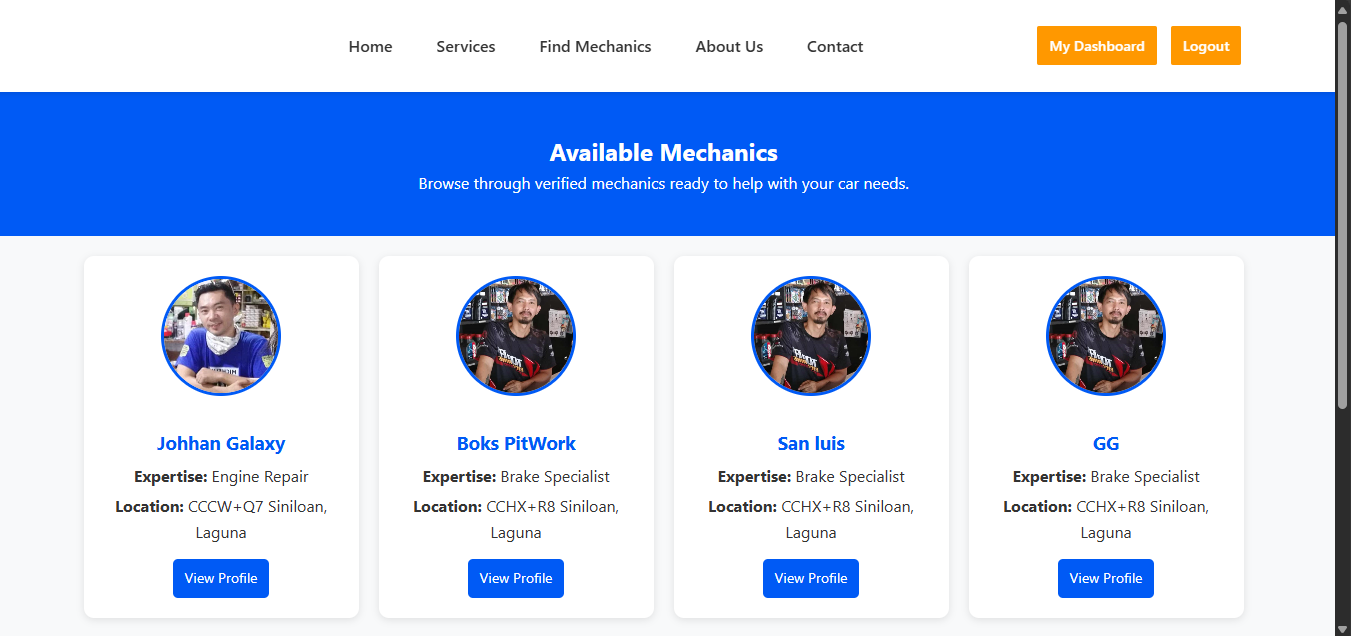 Home Services Find Mechanics About Us Contact My Dashboard Logout
Available Mechanics
Browse through verified mechanics ready to help with your car needs.
Johhan Galaxy
Expertise: Engine Repair
Location: CCCW+Q7 Siniloan,
Laguna
View Profile
Boks PitWork
Expertise: Brake Specialist
Location: CCHX+R8 Siniloan,
Laguna
View Profile
San luis
Expertise: Brake Specialist
Location: CCHX+R8 Siniloan,
Laguna
View Profile
GG
Expertise: Brake Specialist
Location: CCHX+R8 Siniloan,
Laguna
View Profile